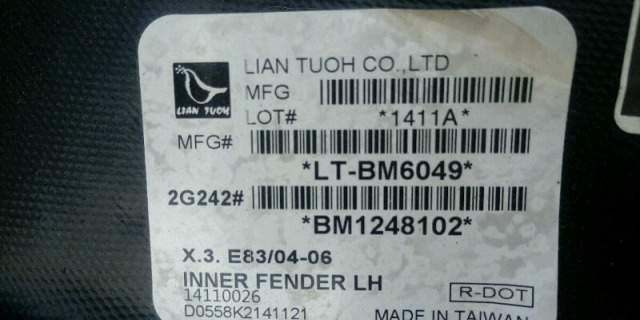 LIAN TUOH CO.,LTD
LIAN TUOH
MFG
LOT#
*1411A*
MFG#
*LT-BM6049*
2G242#
*BM1248102*
X.3. E83/04-06
INNER FENDER LH
14110026
R-DOT
D0558K2141121
MADE IN TAIWAN